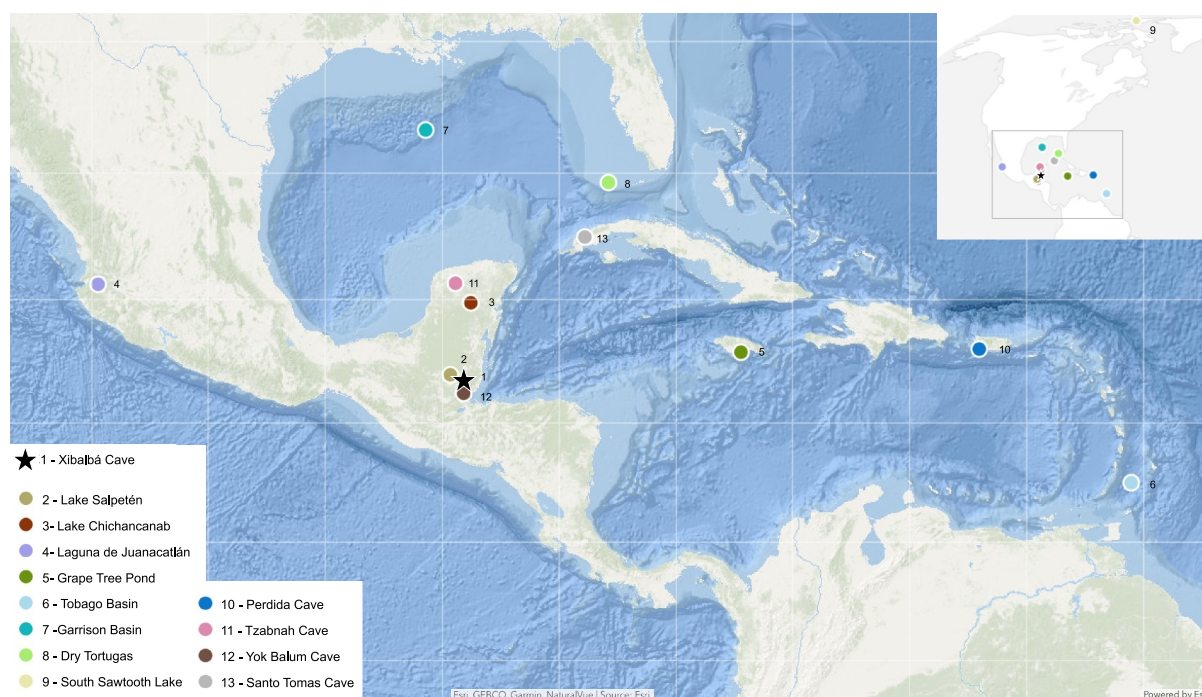 9
7
8
13
4
11
3
5
10
2
1
12
6
1 - Xibalbá Cave
2 - Lake Salpetén
3- Lake Chichancanab
4 - Laguna de Juanacatlán
5- Grape Tree Pond
6 - Tobago Basin
7 -Garrison Basin
8 - Dry Tortugas
9 - South Sawtooth Lake
10 - Perdida Cave
11 - Tzabnah Cave
12 - Yok Balum Cave
13 - Santo Tomas Cave
Esri, GEBCO, Garmin, NaturalVue | Source: Esri
Powered by Es